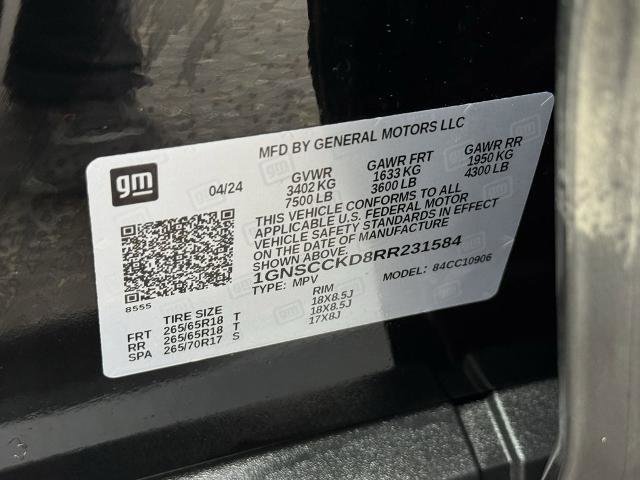 MFD BY GENERAL MOTORS LLC
gm
04/24
GVWR GAWR FRT GAWR RR
3402 KG 1633 KG 1950 KG
7500 LB 3600 LB 4300 LB
THIS VEHICLE CONFORMS TO ALL
APPLICABLE U.S. FEDERAL MOTOR
VEHICLE SAFETY STANDARDS IN EFFECT
ON THE DATE OF MANUFACTURE
SHOWN ABOVE.
1GNSCCKD8RR231584
TYPE: MPV MODEL: 84CC10906
8555
TIRE SIZE RIM
FRT 265/65R18 T 18X8.5J
RR 265/65R18 T 18X8.5J
SPA 265/70R17 S 17X8J